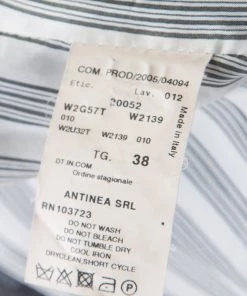 COM. PROD/2005/04094
Etic. Lav. 012
20052
W2G57T W2139
010
W2U32T W2139 010
TG. 38
DT.IN.COM
Ordine stagionale
ANTINEA SRL
RN103723
DO NOT WASH
DO NOT BLEACH
DO NOT TUMBLE DRY
COOL IRON
DRYCLEAN,SHORT CYCLE
Made in Italy